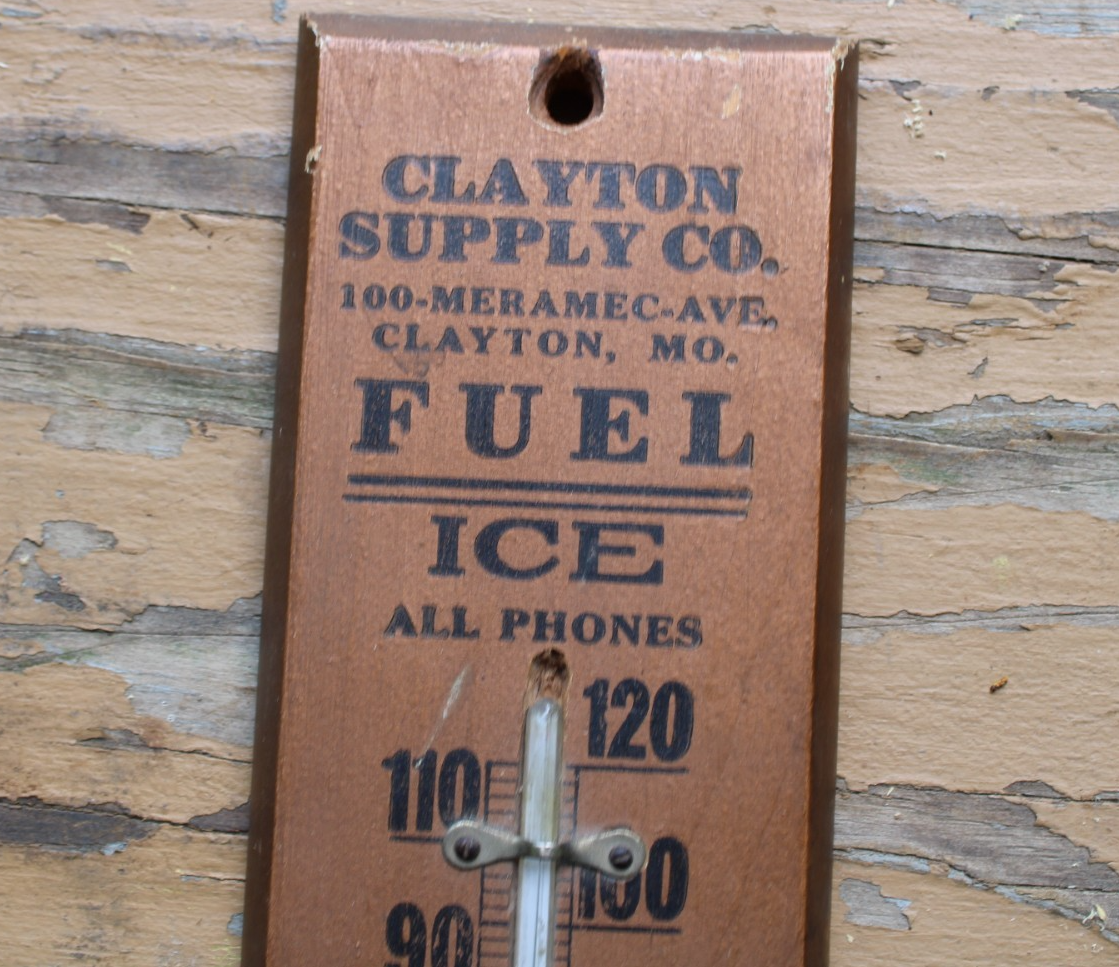 CLAYTON
SUPPLY CO.
100-MERAMEC-AVE.
CLAYTON, MO.
FUEL
ICE
ALL PHONES
120
110
100
90